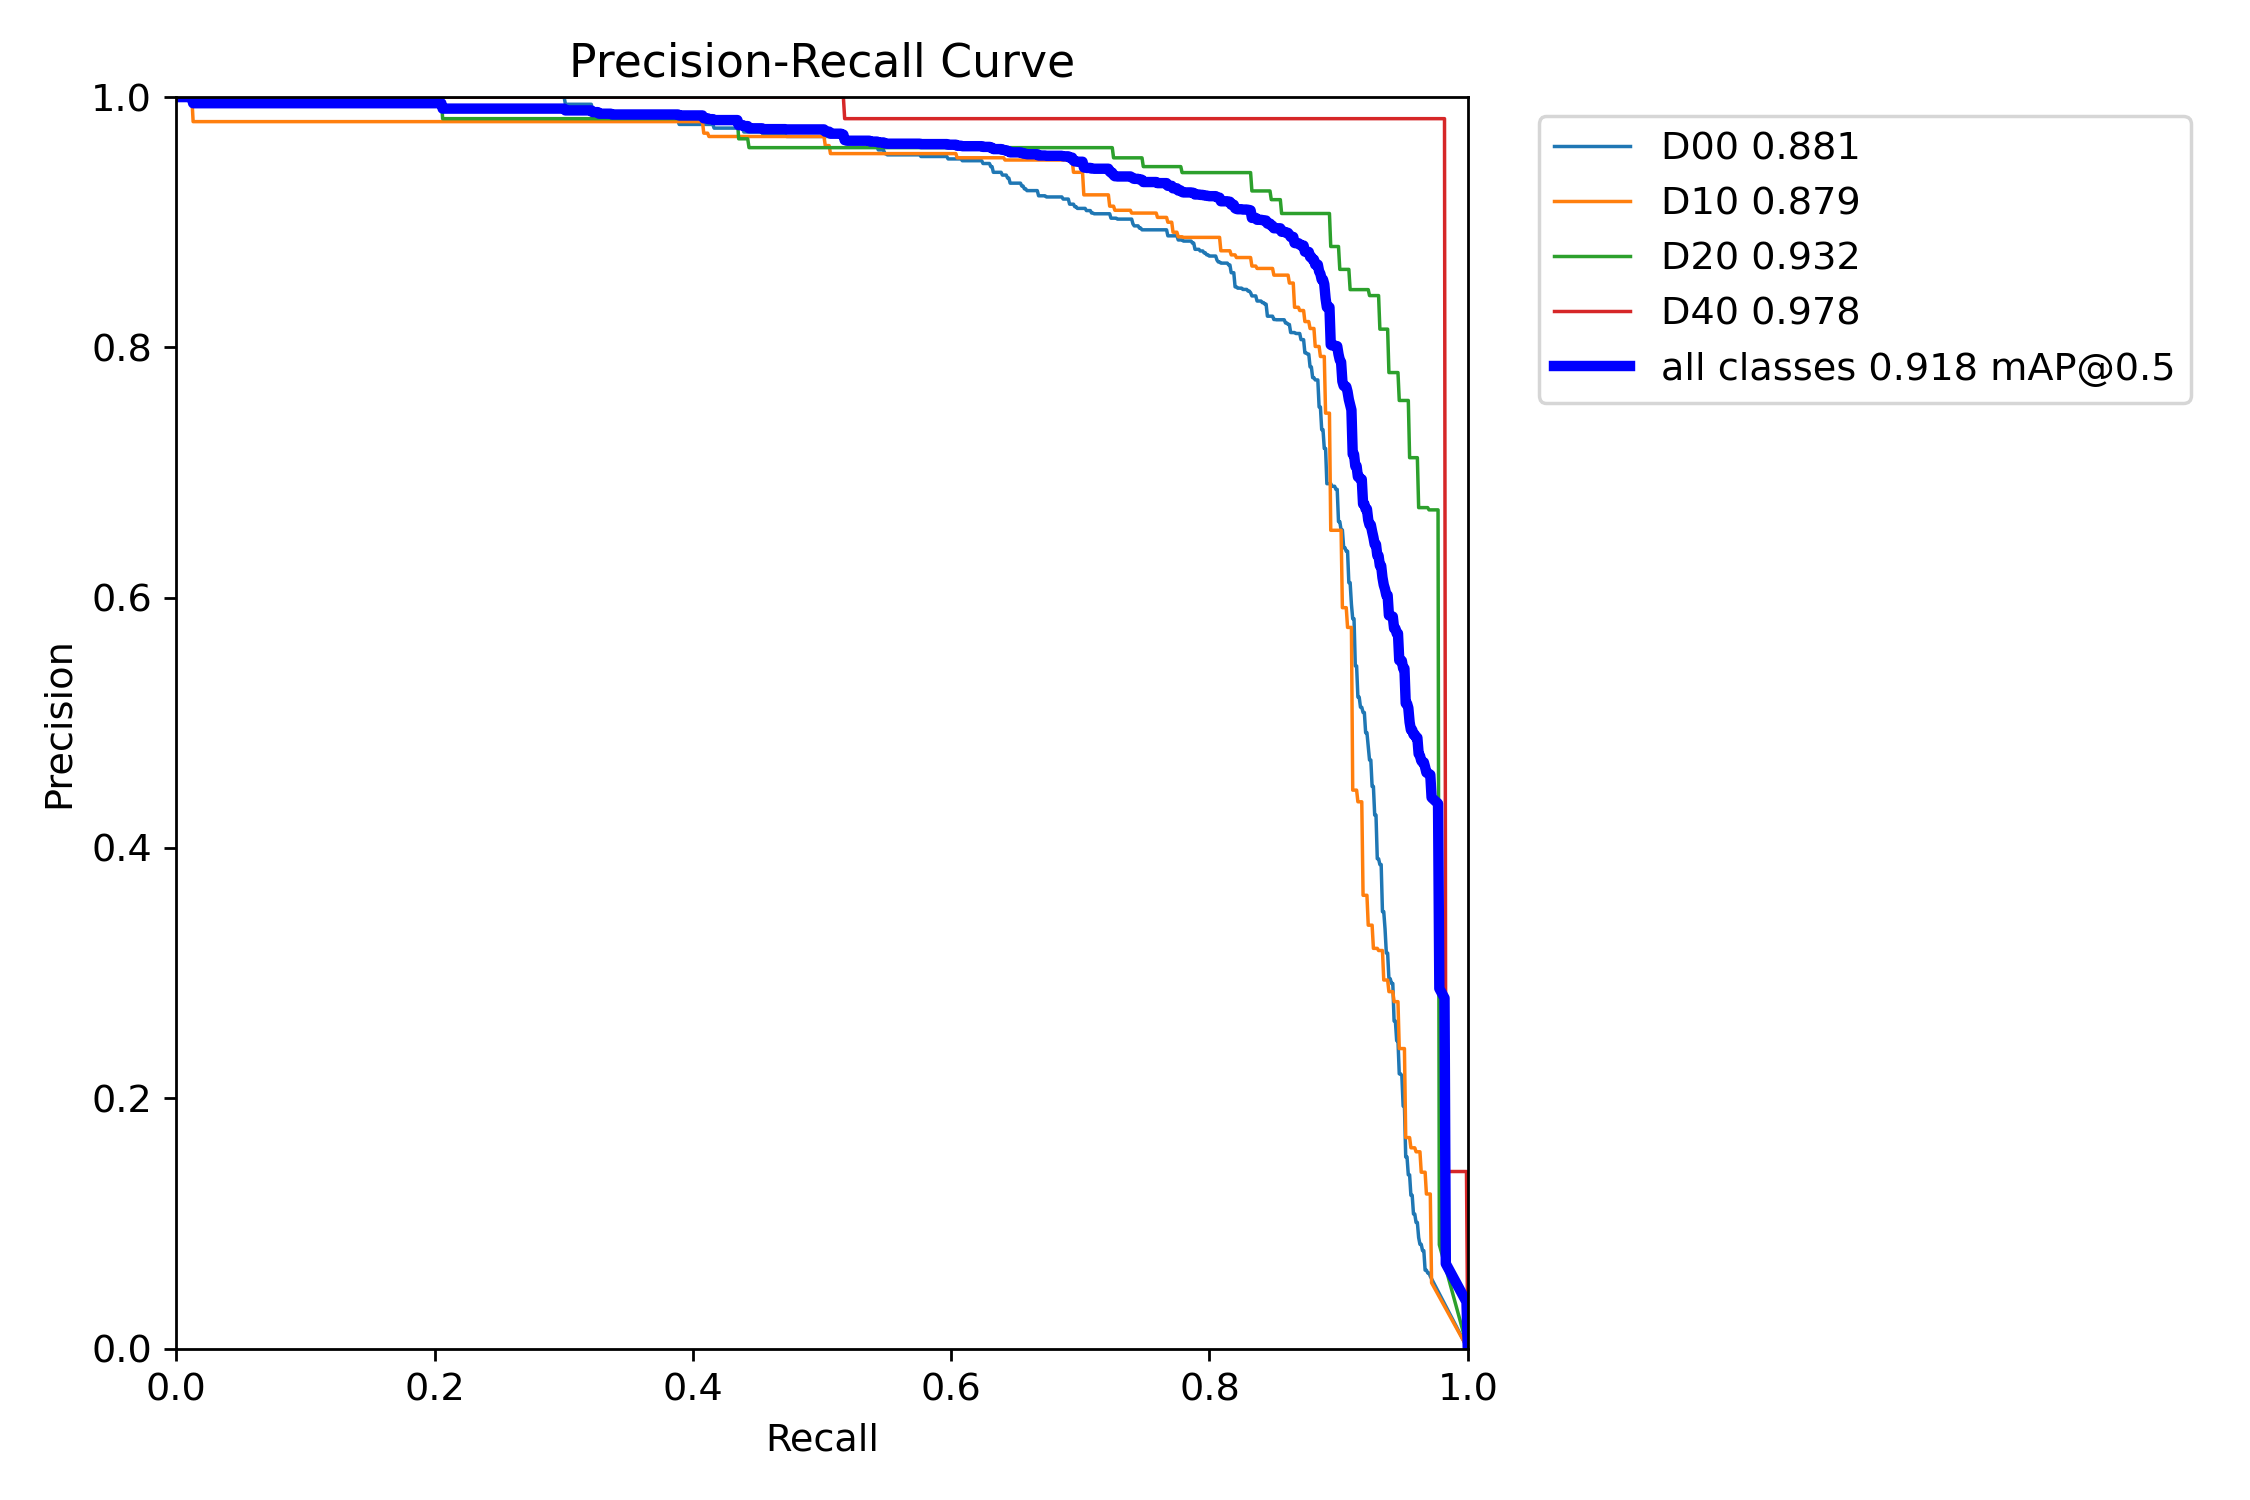 Precision-Recall Curve
1.0
0.8
0.6
0.4
0.2
0.0
Precision
0.0 0.2 0.4 0.6 0.8 1.0
Recall
D00 0.881
D10 0.879
D20 0.932
D40 0.978
all classes 0.918 mAP@0.5